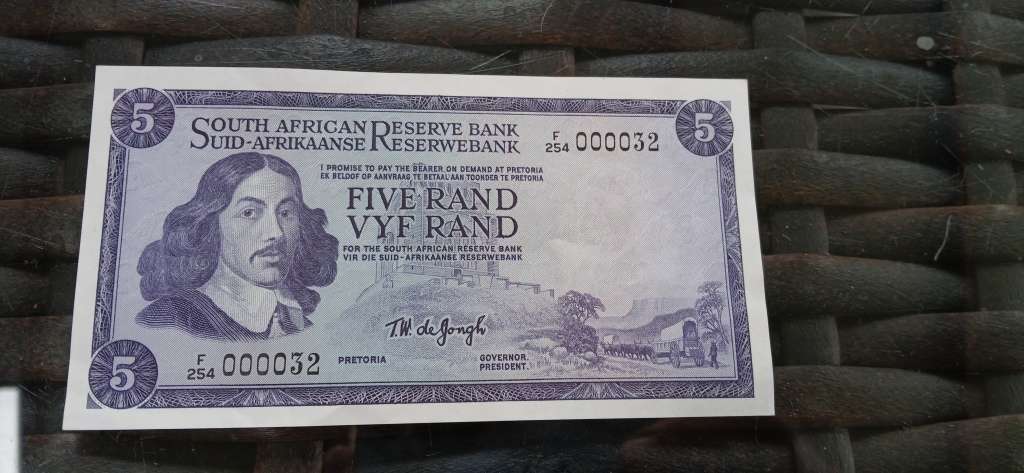 5
SOUTH AFRICAN RESERVE BANK
SUID-AFRIKAANSE RESERWEBANK
F
254 000032
5
I PROMISE TO PAY THE BEARER ON DEMAND AT PRETORIA
EK BELOOF OP AANVRAAG TE BETAAL AAN TOONDER TE PRETORIA
FIVE RAND
VYF RAND
FOR THE SOUTH AFRICAN RESERVE BANK
VIR DIE SUID-AFRIKAANSE RESERWEBANK
T.W. de Jongh
5
F
254 000032
PRETORIA
GOVERNOR.
PRESIDENT.